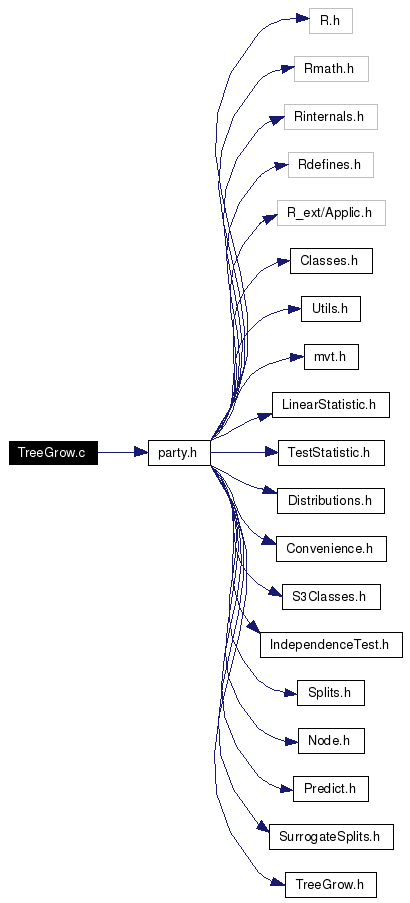 R.h
Rmath.h
Rinternals.h
Rdefines.h
R_ext/Applic.h
Classes.h
Utils.h
mvt.h
LinearStatistic.h
TreeGrow.c
party.h
TestStatistic.h
Distributions.h
Convenience.h
S3Classes.h
IndependenceTest.h
Splits.h
Node.h
Predict.h
SurrogateSplits.h
TreeGrow.h